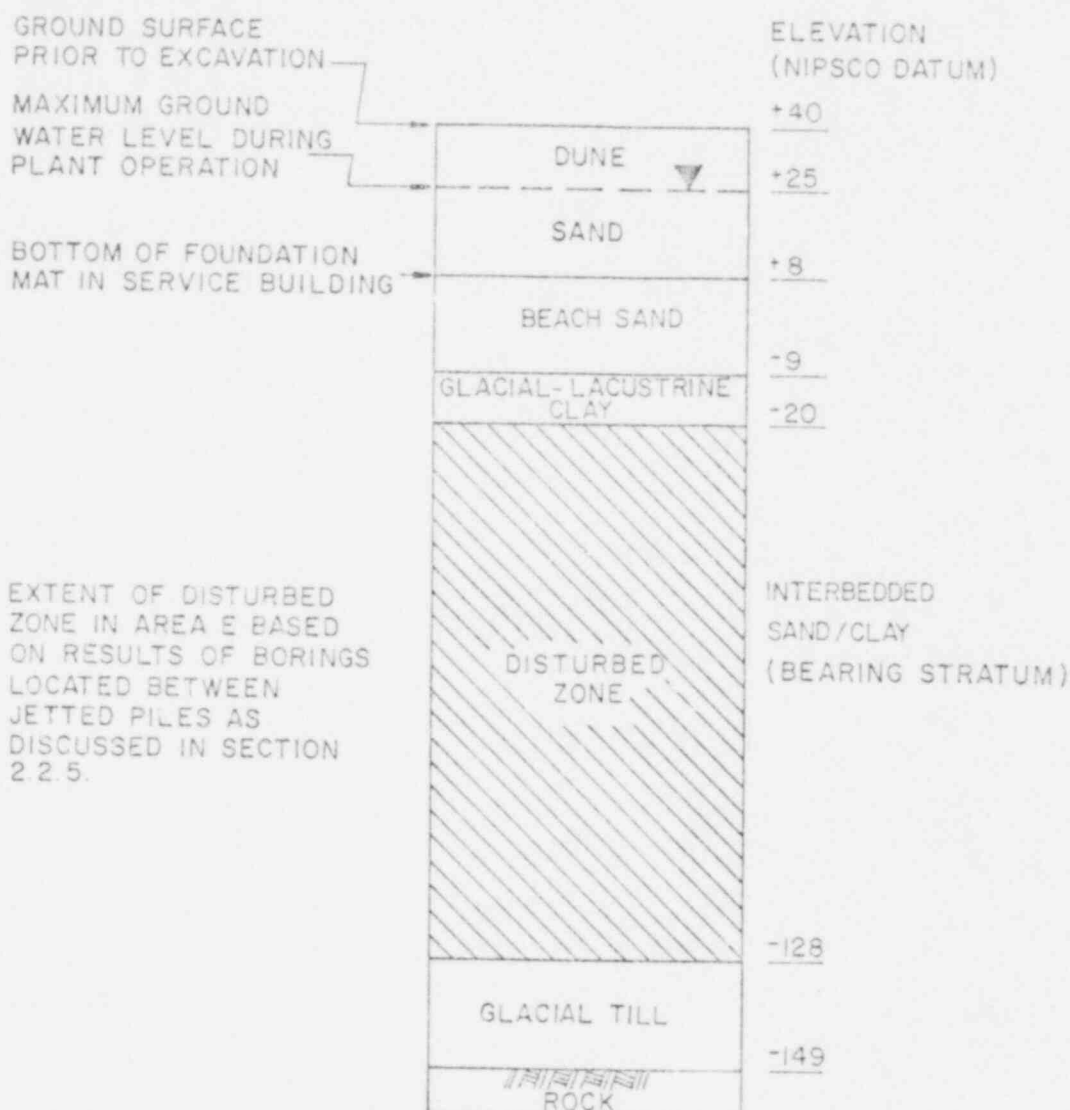 GROUND SURFACE
PRIOR TO EXCAVATION
MAXIMUM GROUND
WATER LEVEL DURING
PLANT OPERATION
BOTTOM OF FOUNDATION
MAT IN SERVICE BUILDING
EXTENT OF DISTURBED
ZONE IN AREA E BASED
ON RESULTS OF BORINGS
LOCATED BETWEEN
JETTED PILES AS
DISCUSSED IN SECTION
2.2.5.
DUNE
SAND
BEACH SAND
GLACIAL-LACUSTRINE
CLAY
DISTURBED
ZONE
GLACIAL TILL
ROCK
ELEVATION
(NIPSCO DATUM)
+40
+25
+8
-9
-20
INTERBEDDED
SAND/CLAY
(BEARING STRATUM)
-128
-149